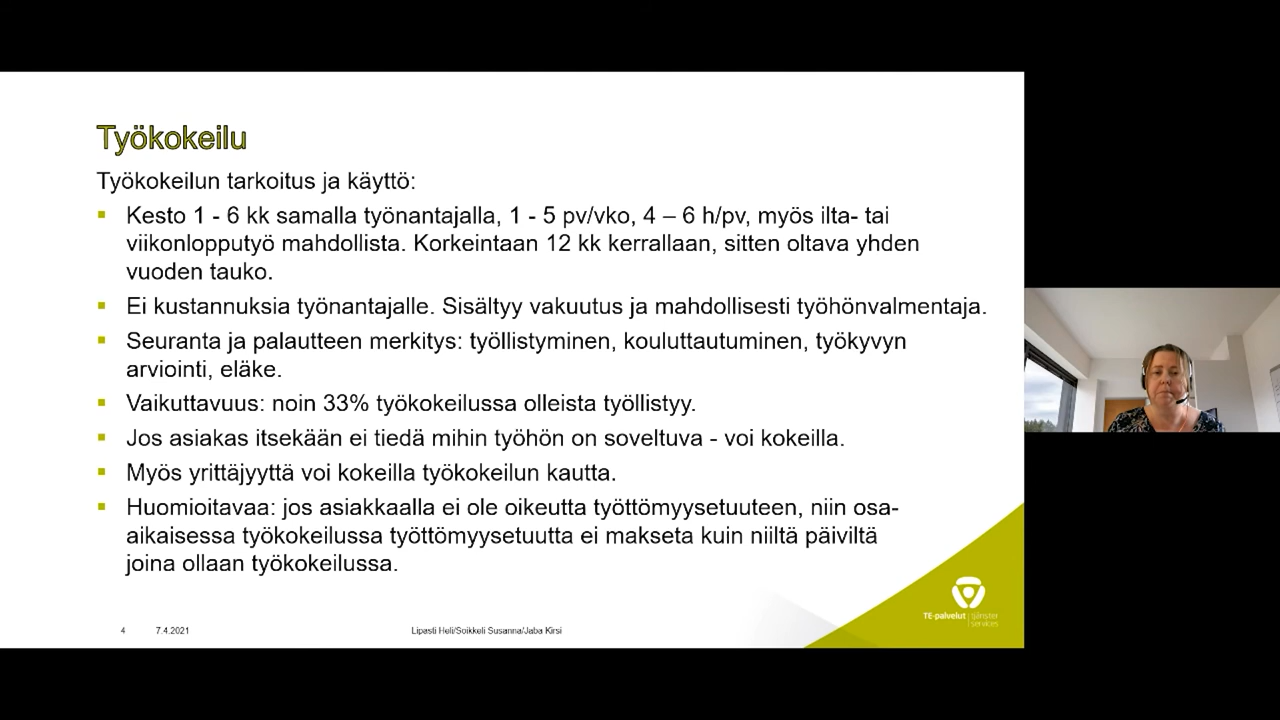 Työkokeilu
Työkokeilun tarkoitus ja käyttö:
▪ Kesto 1 - 6 kk samalla työnantajalla, 1 - 5 pv/vko, 4 – 6 h/pv, myös ilta- tai
viikonlopputyö mahdollista. Korkeintaan 12 kk kerrallaan, sitten oltava yhden
vuoden tauko.
▪ Ei kustannuksia työnantajalle. Sisältyy vakuutus ja mahdollisesti työhönvalmentaja.
▪ Seuranta ja palautteen merkitys: työllistyminen, kouluttautuminen, työkyvyn
arviointi, eläke.
▪ Vaikuttavuus: noin 33% työkokeilussa olleista työllistyy.
▪ Jos asiakas itsekään ei tiedä mihin työhön on soveltuva - voi kokeilla.
▪ Myös yrittäjyyttä voi kokeilla työkokeilun kautta.
▪ Huomioitavaa: jos asiakkaalla ei ole oikeutta työttömyysetuuteen, niin osa-
aikaisessa työkokeilussa työttömyysetuutta ei makseta kuin niiltä päiviltä
joina ollaan työkokeilussa.
TE-palvelut | tjänster
services
4 7.4.2021 Lipasti Heli/Soikkeli Susanna/Jaba Kirsi